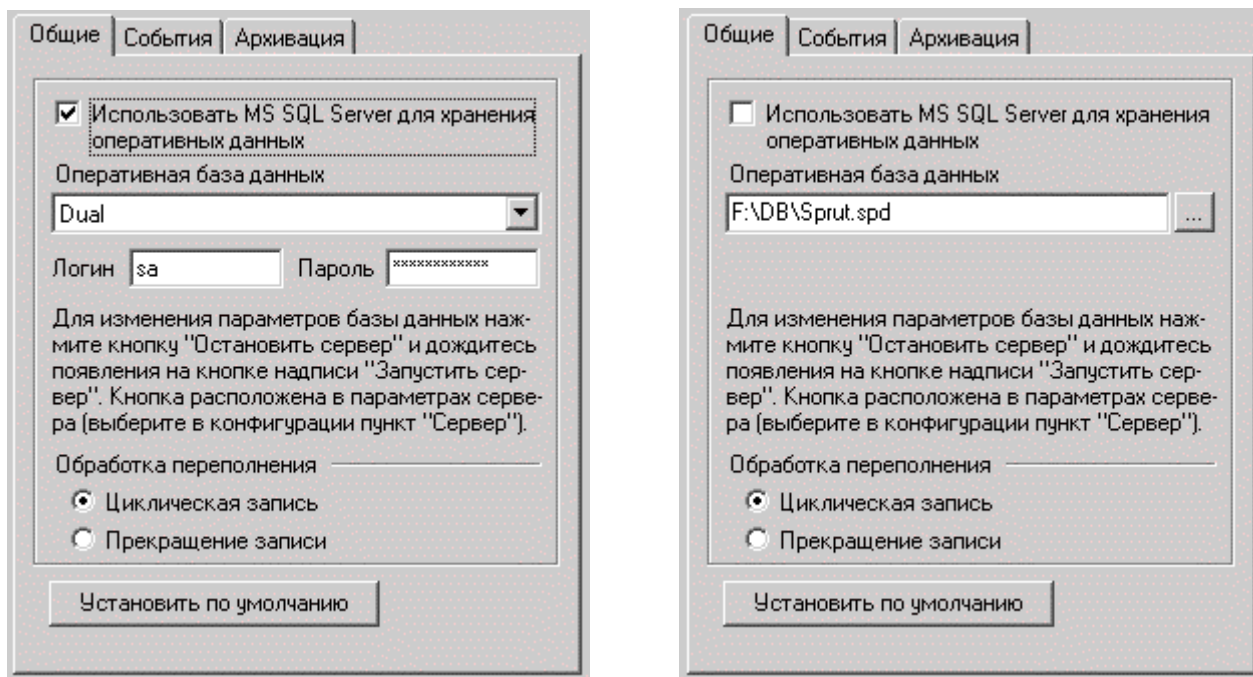 Общие События Архивация
Использовать MS SQL Server для хранения
оперативных данных
Оперативная база данных
Dual
Логин sa Пароль ************
Для изменения параметров базы данных наж-
мите кнопку "Остановить сервер" и дождитесь
появления на кнопке надписи "Запустить сер-
вер". Кнопка расположена в параметрах серве-
ра (выберите в конфигурации пункт "Сервер").
Обработка переполнения
Циклическая запись
Прекращение записи
Установить по умолчанию
Общие События Архивация
Использовать MS SQL Server для хранения
оперативных данных
Оперативная база данных
F:\DB\Sprut.spd ...
Для изменения параметров базы данных наж-
мите кнопку "Остановить сервер" и дождитесь
появления на кнопке надписи "Запустить сер-
вер". Кнопка расположена в параметрах серве-
ра (выберите в конфигурации пункт "Сервер").
Обработка переполнения
Циклическая запись
Прекращение записи
Установить по умолчанию